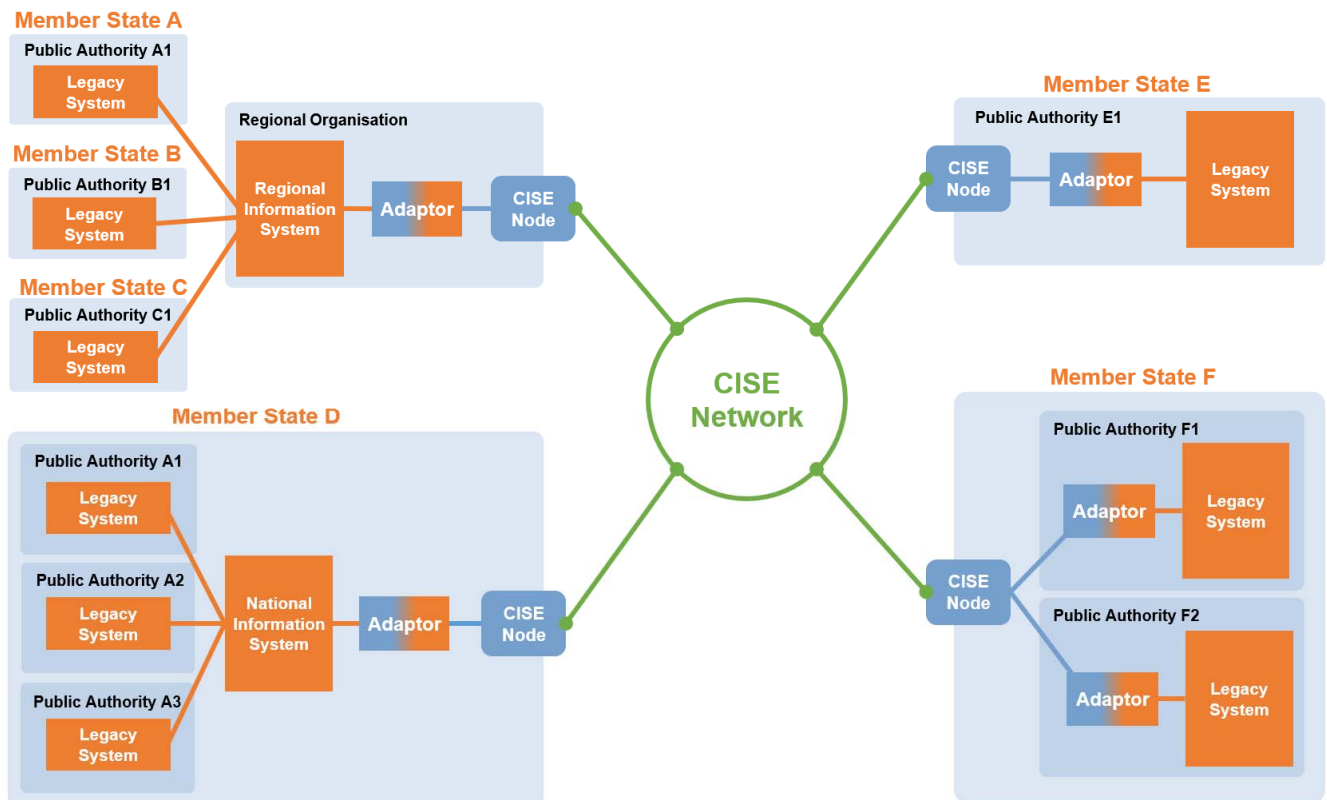 Member State A
Public Authority A1
Legacy
System
Member State B
Public Authority B1
Legacy
System
Member State C
Public Authority C1
Legacy
System
Regional Organisation
Regional
Information
System
Adaptor
CISE
Node
Member State E
Public Authority E1
CISE
Node
Adaptor
Legacy
System
CISE
Network
Member State D
Public Authority A1
Legacy
System
Public Authority A2
Legacy
System
Public Authority A3
Legacy
System
National
Information
System
Adaptor
CISE
Node
Member State F
CISE
Node
Public Authority F1
Adaptor
Legacy
System
Public Authority F2
Adaptor
Legacy
System